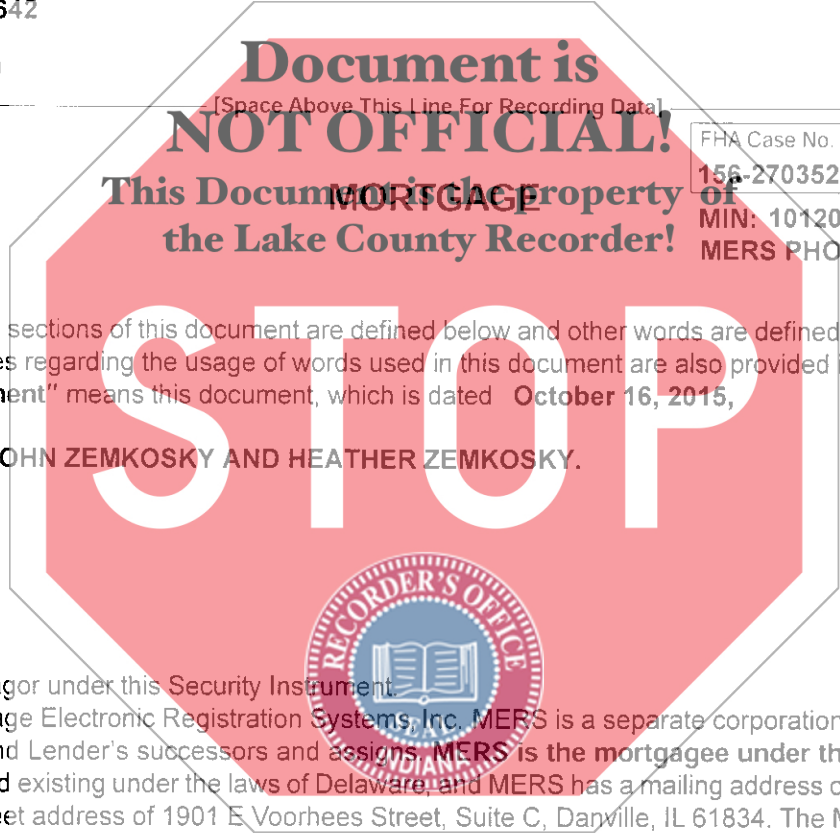 642
Document is
[Space Above This Line For Recording Data]
NOT OFFICIAL!
FHA Case No.
156-270352
This Document is the property of
MORTGAGE
MIN: 10120
the Lake County Recorder!
MERS PHO
sections of this document are defined below and other words are defined
es regarding the usage of words used in this document are also provided
ent" means this document, which is dated October 16, 2015,
STOP
OHN ZEMKOSKY AND HEATHER ZEMKOSKY.
RECORDER'S OFFICE
SEAL
INDIANA
agor under this Security Instrument.
age Electronic Registration Systems, Inc. MERS is a separate corporation
nd Lender's successors and assigns. MERS is the mortgagee under th
d existing under the laws of Delaware, and MERS has a mailing address o
eet address of 1901 E Voorhees Street, Suite C, Danville, IL 61834. The